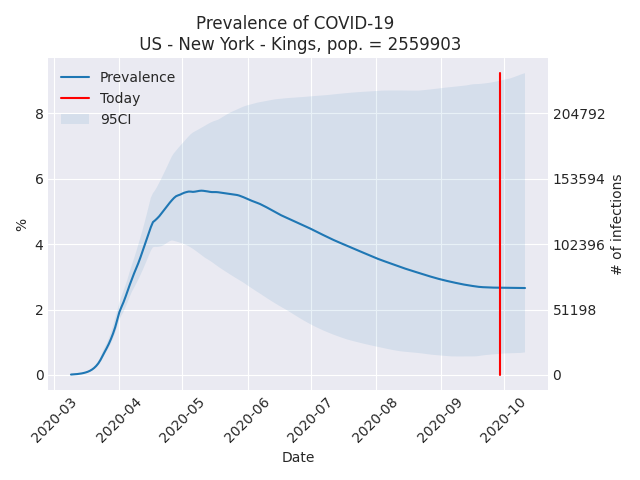 Prevalence of COVID-19
US - New York - Kings, pop. = 2559903
Prevalence
Today
95CI
%
8
6
4
2
0
204792
153594
102396
51198
0
# of infections
2020-03
2020-04
2020-05
2020-06
2020-07
2020-08
2020-09
2020-10
Date